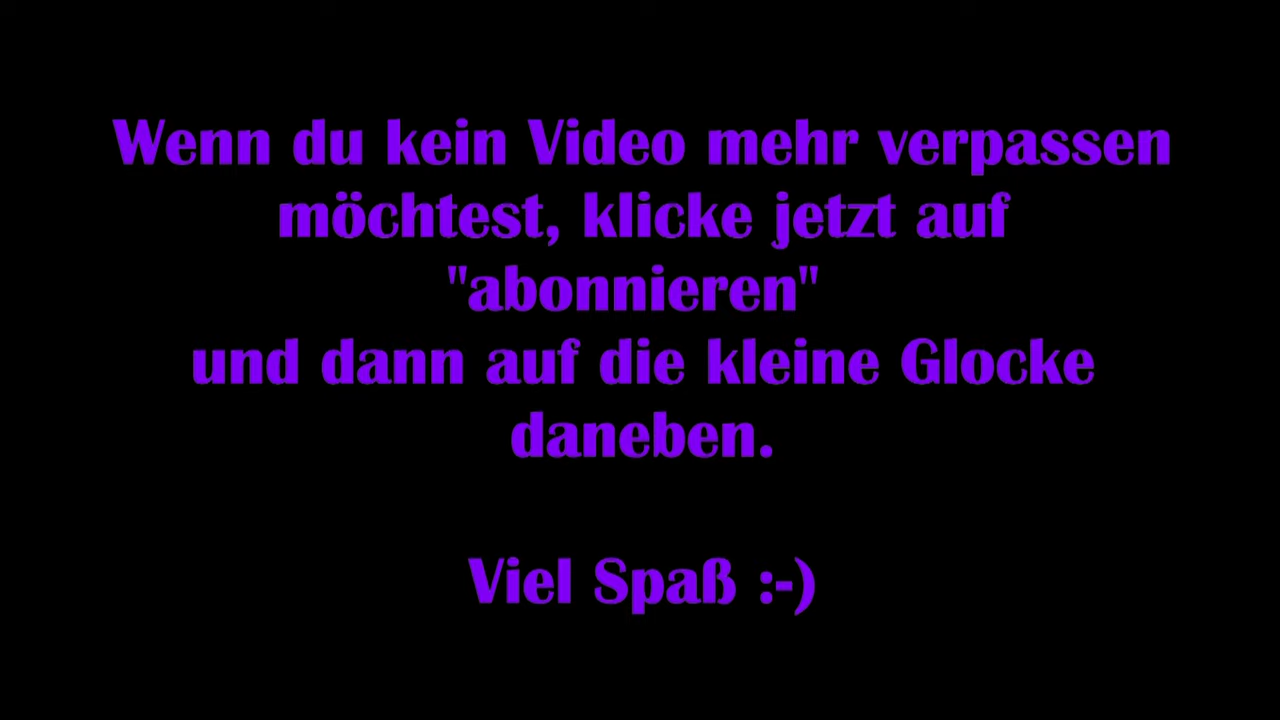 Wenn du kein Video mehr verpassen
möchtest, klicke jetzt auf
"abonnieren"
und dann auf die kleine Glocke
daneben.
Viel Spaß :-)